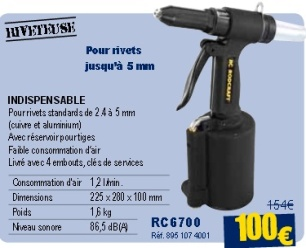 RIVETEUSE
Pour rivets
jusqu'à 5 mm
RC RODCRAFT
INDISPENSABLE
Pour rivets standards de 2.4 à 5 mm
(cuivre et aluminium)
Avec réservoir pour tiges
Faible consommation d'air
Livré avec 4 embouts, clés de services
Consommation d'air 1,2 l/min.
Dimensions 225 x 280 x 100 mm
Poids 1,6 kg
Niveau sonore 86,5 dB(A)
RC6700
Réf. 895 107 4001
154€
100€